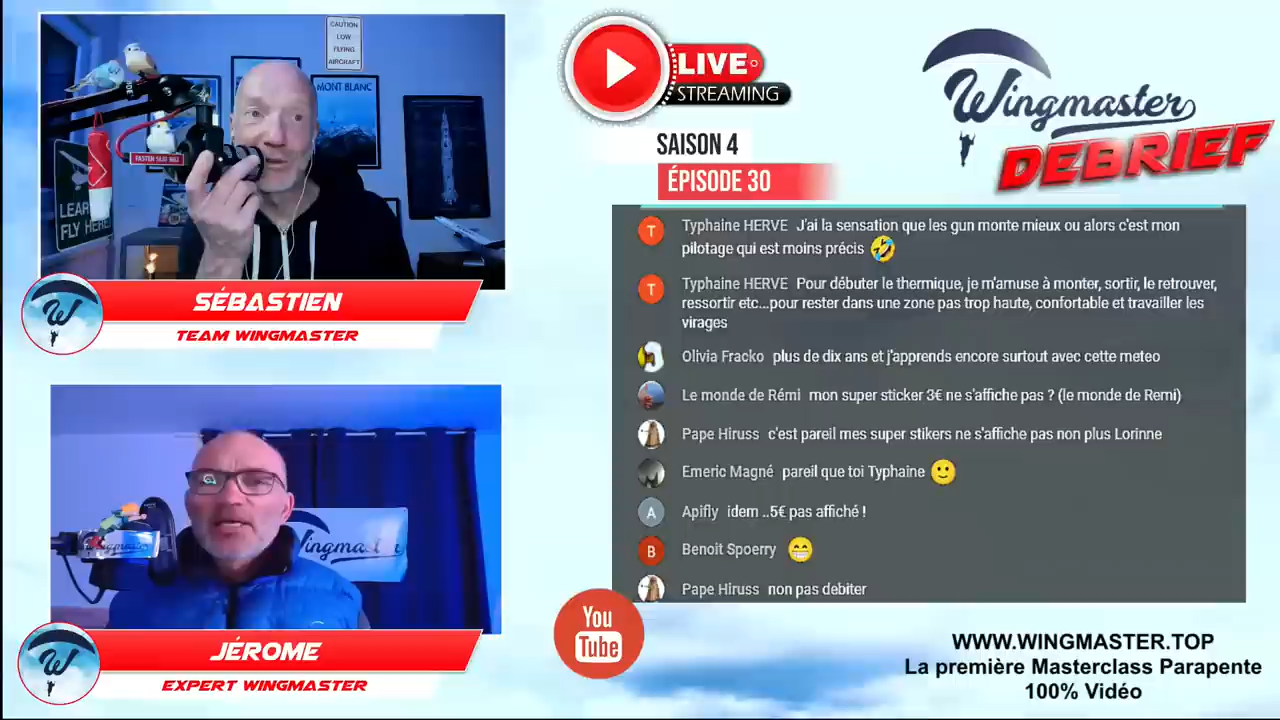 CAUTION
LOW
FLYING
AIRCRAFT
MONT BLANC
FASTEN SEAT BELT
LEAR
FLY HERE
SÉBASTIEN
TEAM WINGMASTER
Wingmaster
JÉROME
EXPERT WINGMASTER
LIVE
STREAMING
SAISON 4
ÉPISODE 30
Wingmaster
DEBRIEF
Typhaine HERVE J'ai la sensation que les gun monte mieux ou alors c'est mon
pilotage qui est moins précis 🤣
Typhaine HERVE Pour débuter le thermique, je m'amuse à monter, sortir, le retrouver,
ressortir etc...pour rester dans une zone pas trop haute, confortable et travailler les
virages
Olivia Fracko plus de dix ans et j'apprends encore surtout avec cette meteo
Le monde de Rémi mon super sticker 3€ ne s'affiche pas ? (le monde de Remi)
Pape Hiruss c'est pareil mes super stikers ne s'affiche pas non plus Lorinne
Emeric Magné pareil que toi Typhaine 🙂
A Apifly idem ..5€ pas affiché !
B Benoit Spoerry 😁
Pape Hiruss non pas debiter
You
Tube
WWW.WINGMASTER.TOP
La première Masterclass Parapente
100% Vidéo